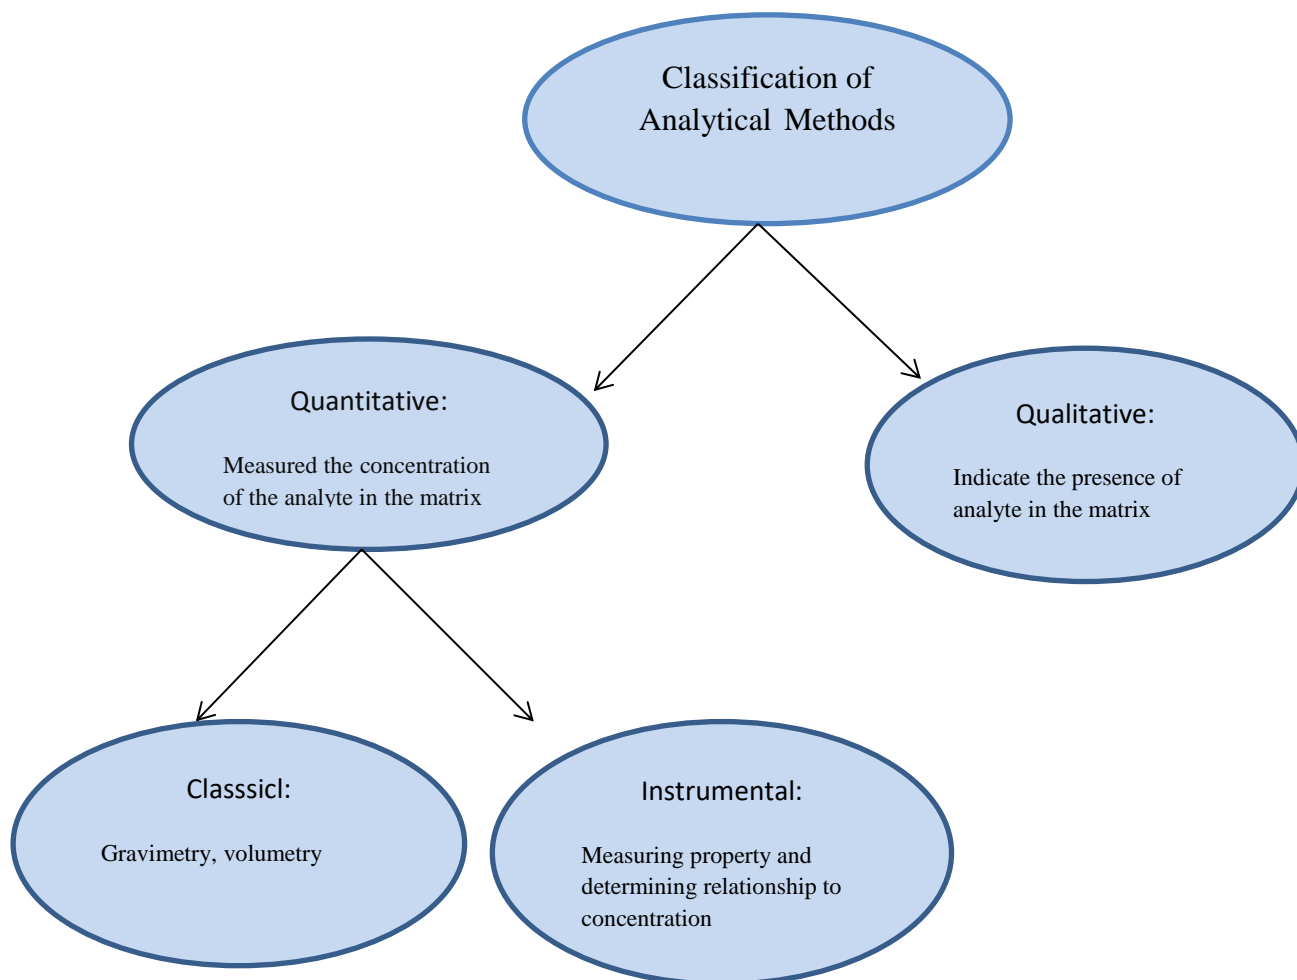 Classification of
Analytical Methods
Quantitative:
Measured the concentration
of the analyte in the matrix
Qualitative:
Indicate the presence of
analyte in the matrix
Classsicl:
Gravimetry, volumetry
Instrumental:
Measuring property and
determining relationship to
concentration